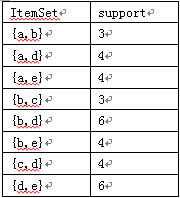 ItemSet support
{a,b} 3
{a,d} 4
{a,e} 4
{b,c} 3
{b,d} 6
{b,e} 4
{c,d} 4
{d,e} 6